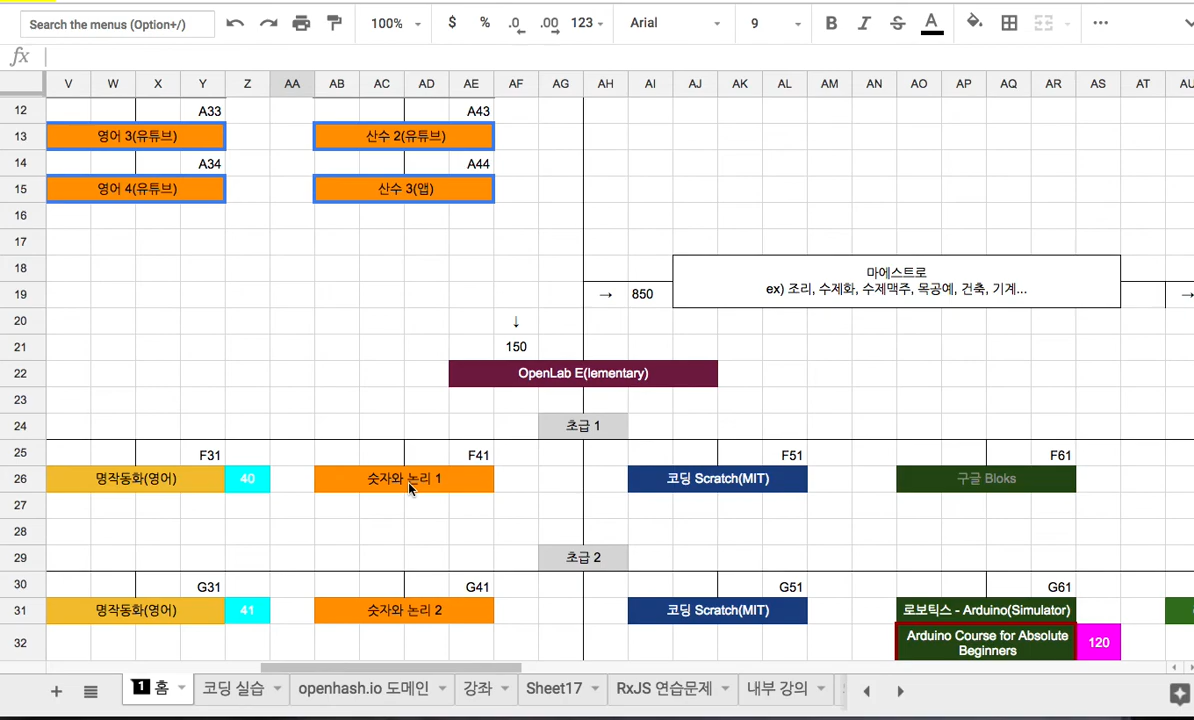 Search the menus (Option+/)
100%
$ % .0 .00 123
Arial
9
B I S A
fx
V W X Y Z AA AB AC AD AE AF AG AH AI AJ AK AL AM AN AO AP AQ AR AS AT AU
12 A33 A43
13 영어 3(유튜브) 산수 2(유튜브)
14 A34 A44
15 영어 4(유튜브) 산수 3(앱)
16
17
18 마에스트로
19 → 850 ex) 조리, 수제화, 수제맥주, 목공예, 건축, 기계... →
20 ↓
21 150
22 OpenLab E(lementary)
23
24 초급 1
25 F31 F41 F51 F61
26 명작동화(영어) 40 숫자와 논리 1 코딩 Scratch(MIT) 구글 Bloks
27
28
29 초급 2
30 G31 G41 G51 G61
31 명작동화(영어) 41 숫자와 논리 2 코딩 Scratch(MIT) 로보틱스 - Arduino(Simulator)
32 Arduino Course for Absolute 120
Beginners
1 홈 코딩 실습 openhash.io 도메인 강좌 Sheet17 RxJS 연습문제 내부 강의